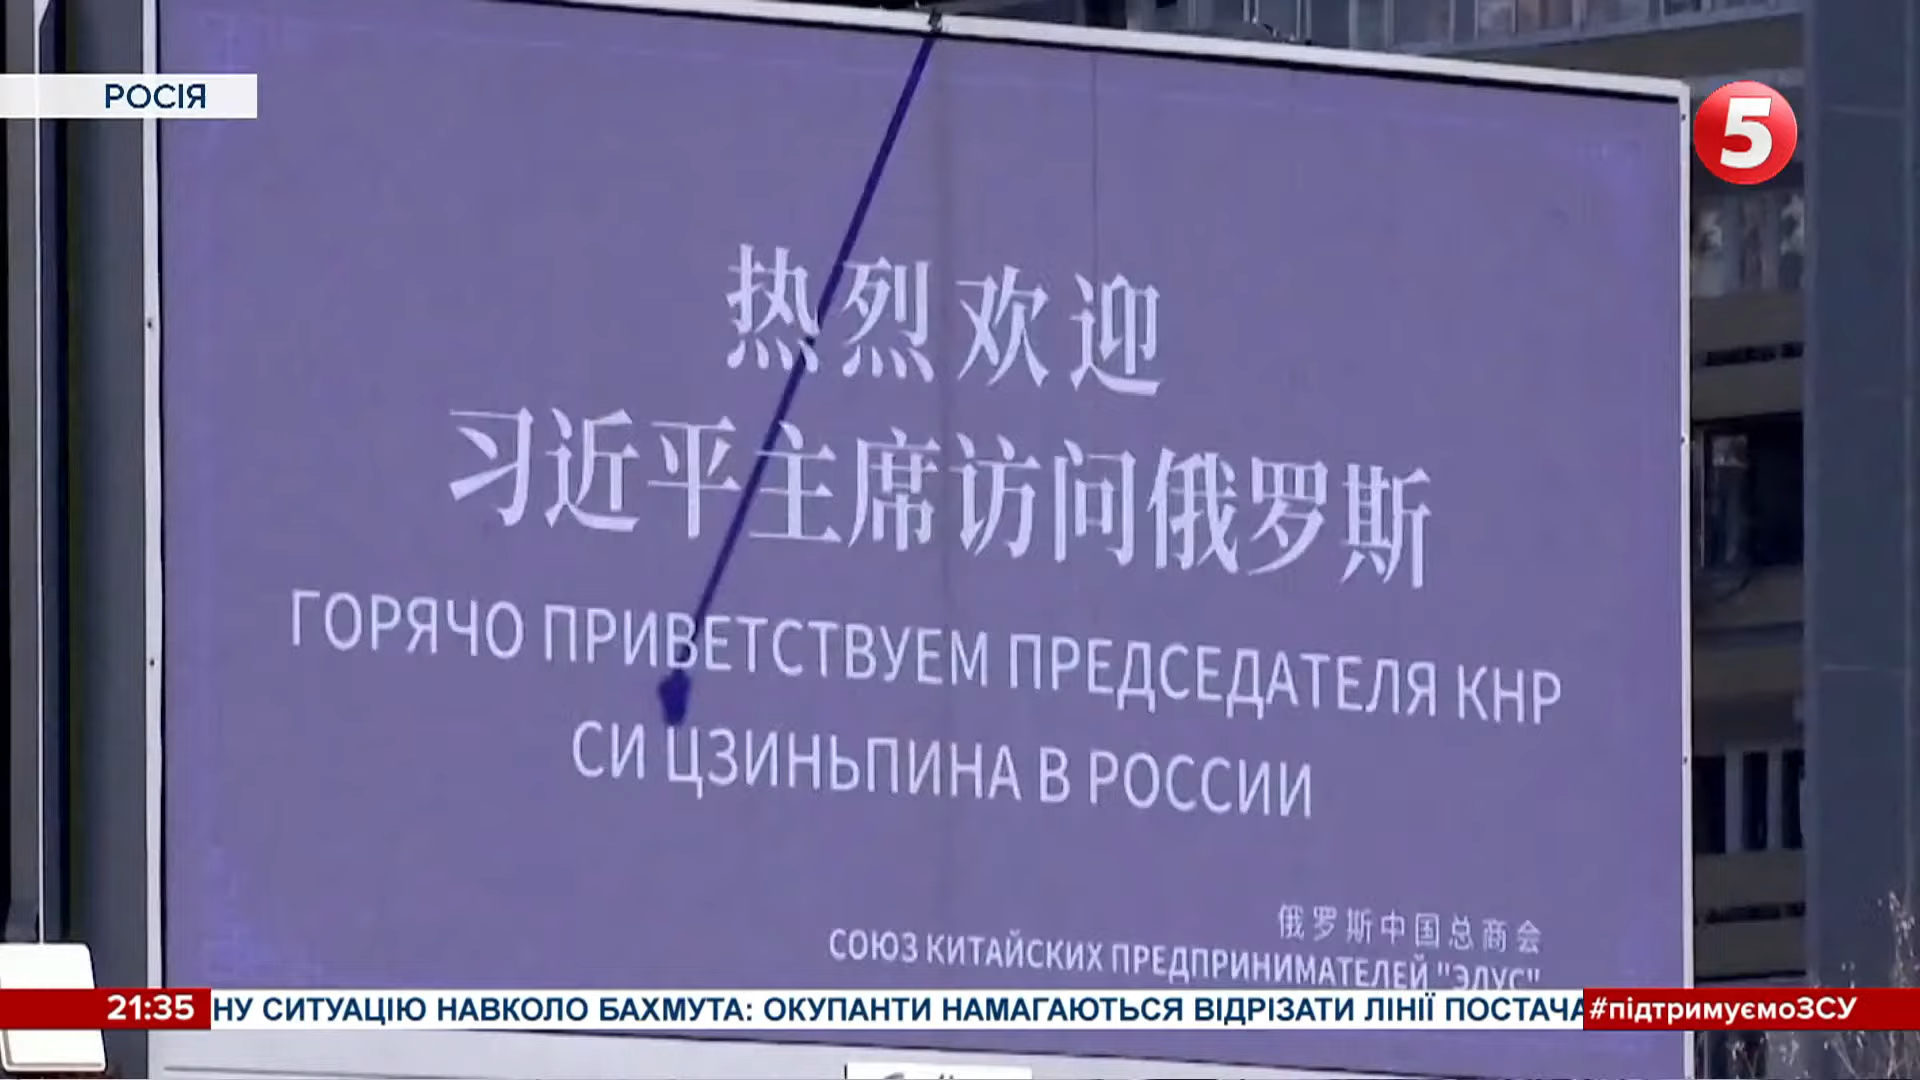 РОСІЯ
5
热烈欢迎
习近平主席访问俄罗斯
ГОРЯЧО ПРИВЕТСТВУЕМ ПРЕДСЕДАТЕЛЯ КНР
СИ ЦЗИНЬПИНА В РОССИИ
俄罗斯中国总商会
СОЮЗ КИТАЙСКИХ ПРЕДПРИНИМАТЕЛЕЙ "ЭЛУС"
21:35 НУ СИТУАЦІЮ НАВКОЛО БАХМУТА: ОКУПАНТИ НАМАГАЮТЬСЯ ВІДРІЗАТИ ЛІНІЇ ПОСТАЧА #підтримуємоЗСУ